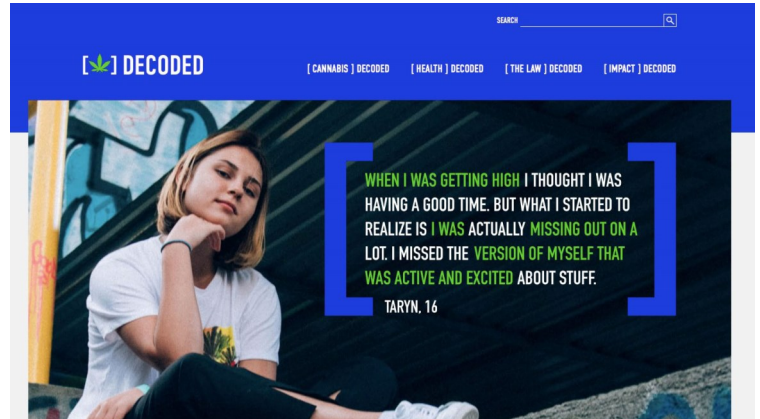 SEARCH
[ ] DECODED
[ CANNABIS ] DECODED [ HEALTH ] DECODED [ THE LAW ] DECODED [ IMPACT ] DECODED
WHEN I WAS GETTING HIGH I THOUGHT I WAS
HAVING A GOOD TIME. BUT WHAT I STARTED TO
REALIZE IS I WAS ACTUALLY MISSING OUT ON A
LOT. I MISSED THE VERSION OF MYSELF THAT
WAS ACTIVE AND EXCITED ABOUT STUFF.
TARYN, 16